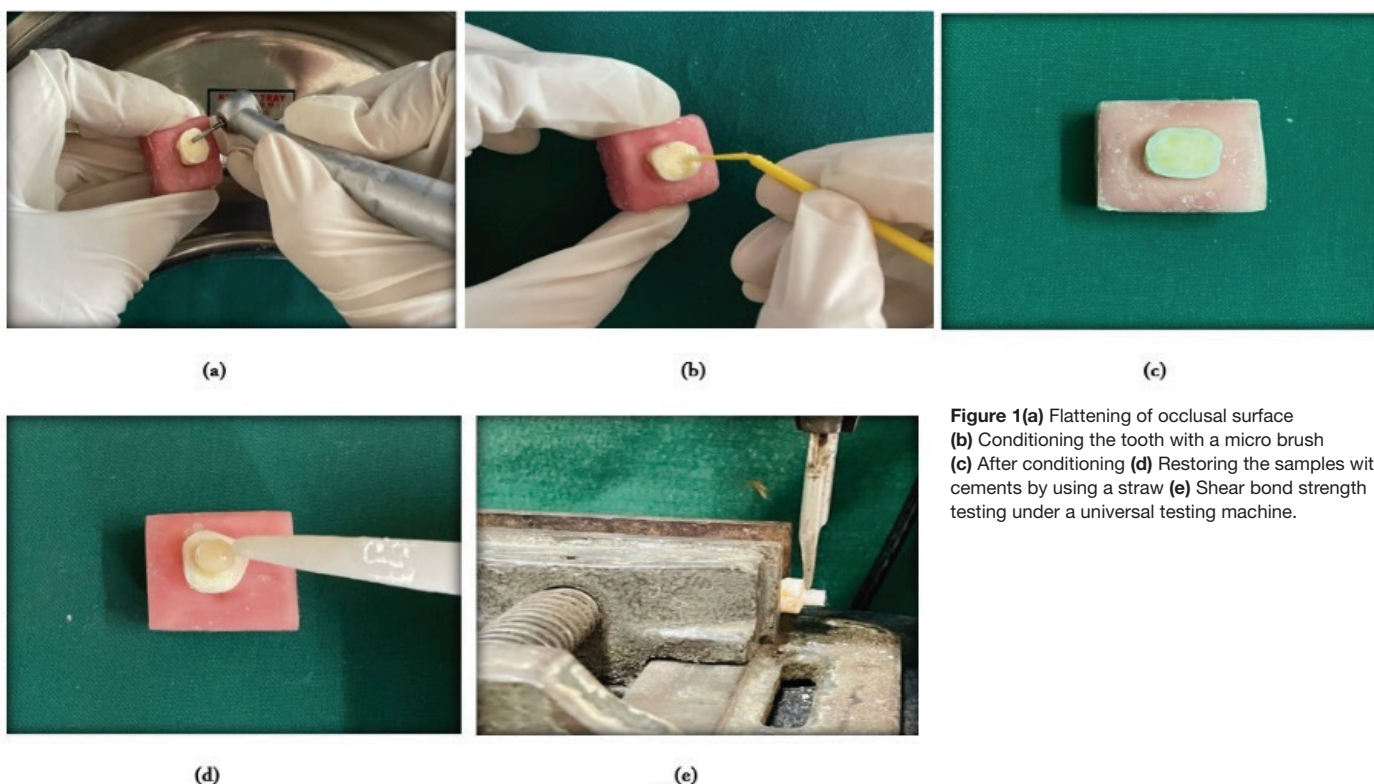 TRAY
(a)
(b)
(c)
Figure 1(a) Flattening of occlusal surface
(b) Conditioning the tooth with a micro brush
(c) After conditioning (d) Restoring the samples wit
cements by using a straw (e) Shear bond strength
testing under a universal testing machine.
(d)
(e)